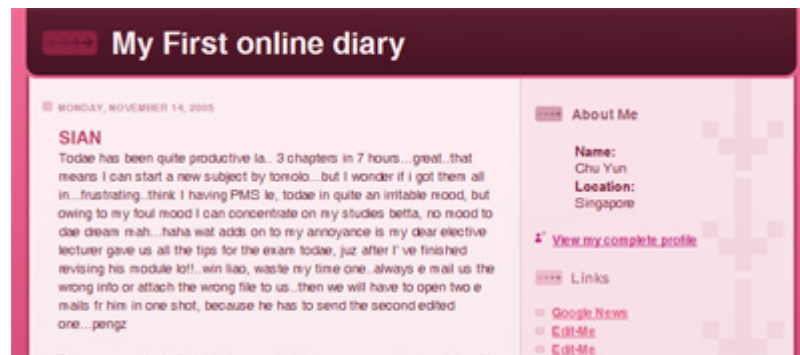 My First online diary
MONDAY, NOVEMBER 14, 2005
SIAN
Todae has been quite productive la.. 3 chapters in 7 hours...great..that
means I can start a new subject by tomolo...but I wonder if i got them all
in...frustrating..think I having PMS le, todae in quite an irritable mood, but
owing to my foul mood I can concentrate on my studies betta, no mood to
dae dream mah...haha wat adds on to my annoyance is my dear elective
lecturer gave us all the tips for the exam todae, juz after I' ve finished
revising his module lo!!..win liao, waste my time one..always e mail us the
wrong info or attach the wrong file to us..then we will have to open two e
mails fr him in one shot, because he has to send the second edited
one...pengz
About Me
Name:
Chu Yun
Location:
Singapore
View my complete profile
Links
Google News
Edit-Me
Edit-Me